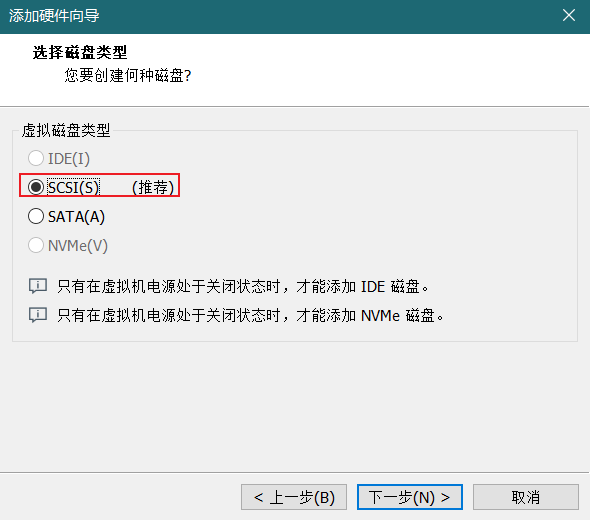 添加硬件向导
选择磁盘类型
您要创建何种磁盘?
虚拟磁盘类型
IDE(I)
SCSI(S) (推荐)
SATA(A)
NVMe(V)
只有在虚拟机电源处于关闭状态时，才能添加 IDE 磁盘。
只有在虚拟机电源处于关闭状态时，才能添加 NVMe 磁盘。
< 上一步(B) 下一步(N) > 取消